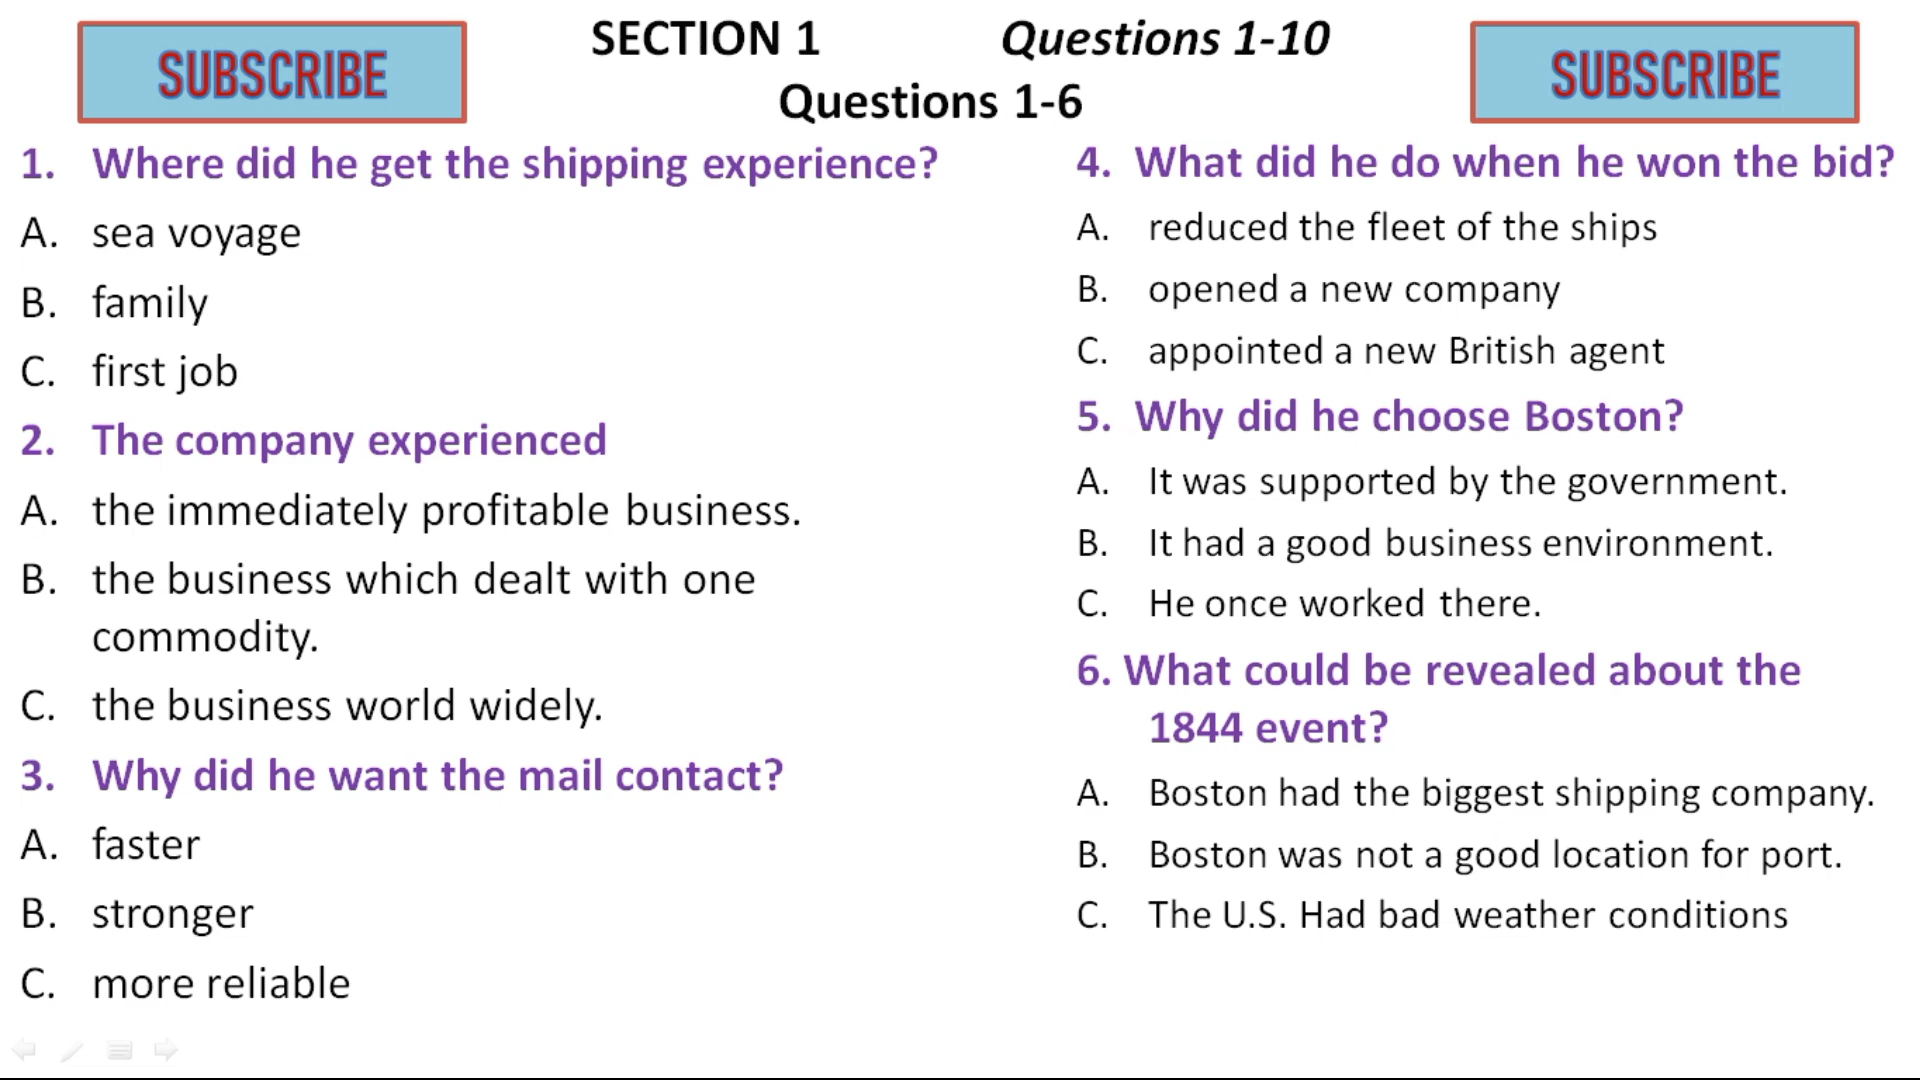 SUBSCRIBE
SECTION 1 Questions 1-10
SUBSCRIBE
Questions 1-6
1. Where did he get the shipping experience?
A. sea voyage
B. family
C. first job
2. The company experienced
A. the immediately profitable business.
B. the business which dealt with one
commodity.
C. the business world widely.
3. Why did he want the mail contact?
A. faster
B. stronger
C. more reliable
4. What did he do when he won the bid?
A. reduced the fleet of the ships
B. opened a new company
C. appointed a new British agent
5. Why did he choose Boston?
A. It was supported by the government.
B. It had a good business environment.
C. He once worked there.
6. What could be revealed about the
1844 event?
A. Boston had the biggest shipping company.
B. Boston was not a good location for port.
C. The U.S. Had bad weather conditions